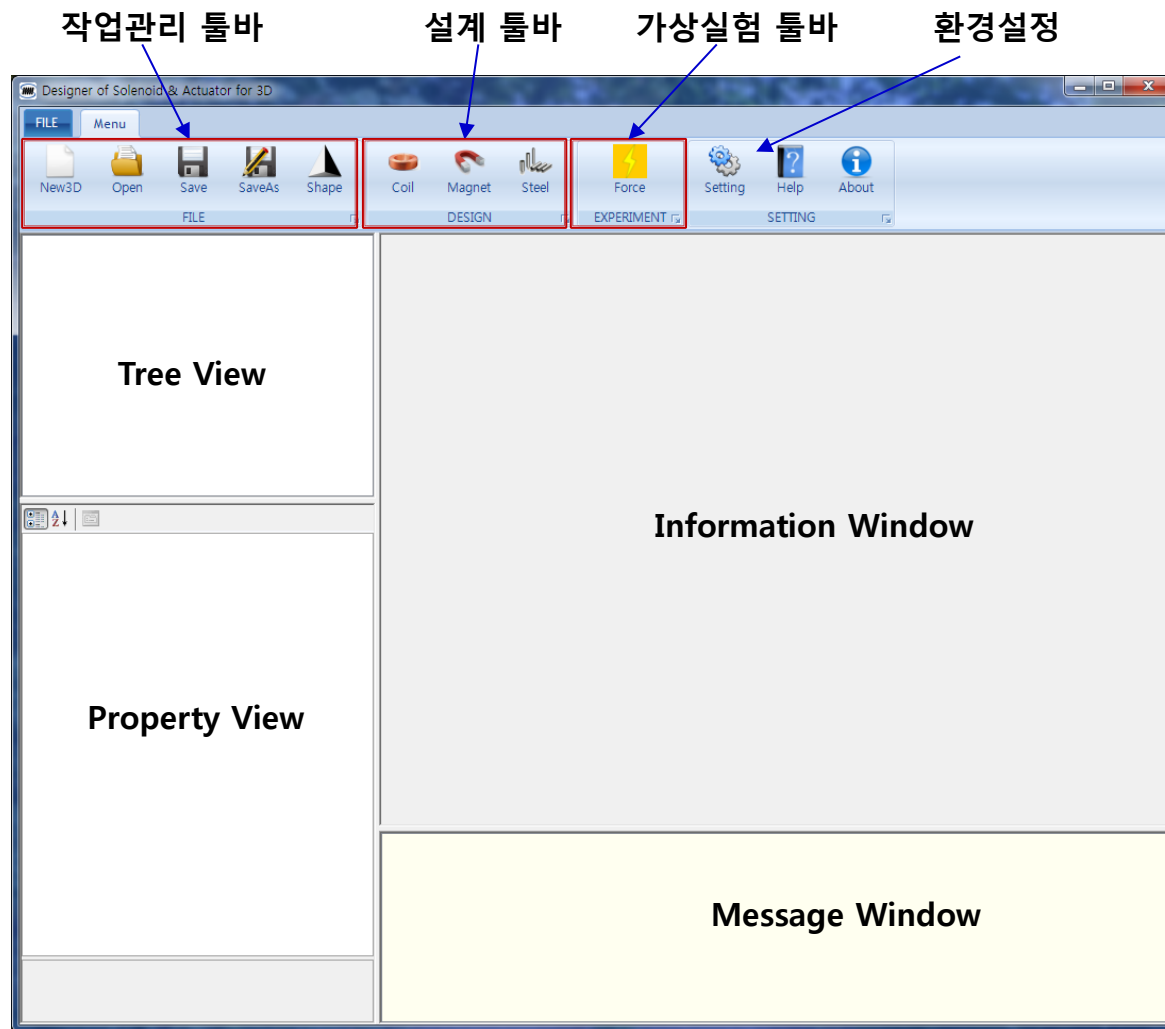 작업관리 툴바 설계 툴바 가상실험 툴바 환경설정
Designer of Solenoid & Actuator for 3D
FILE Menu
New3D Open Save SaveAs Shape Coil Magnet Steel Force Setting Help About
FILE DESIGN EXPERIMENT SETTING
Tree View
Information Window
Property View
Message Window